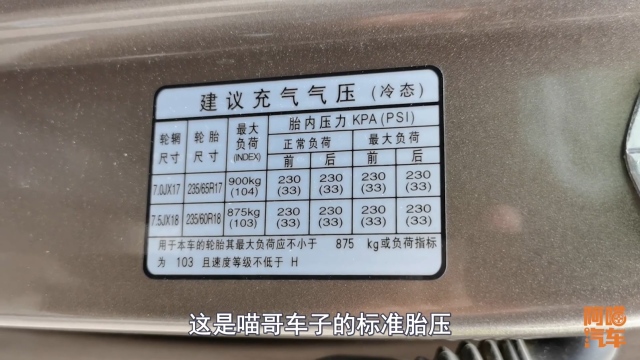 建议充气气压(冷态)
轮辋尺寸 轮胎尺寸 最大负荷(INDEX) 胎内压力 KPA(PSI)
正常负荷 最大负荷
前 后 前 后
7.0JX17 235/65R17 900kg(104) 230(33) 230(33) 230(33) 230(33)
7.5JX18 235/60R18 875kg(103) 230(33) 230(33) 230(33) 230(33)
用于本车的轮胎其最大负荷应不小于 875 kg或负荷指标
为 103 且速度等级不低于 H
这是喵哥车子的标准胎压
阿喵汽车